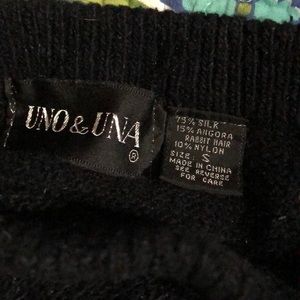 UNO & UNA
®
75% SILK
15% ANGORA
RABBIT HAIR
10% NYLON
SIZE: S
MADE IN CHINA
SEE REVERSE
FOR CARE